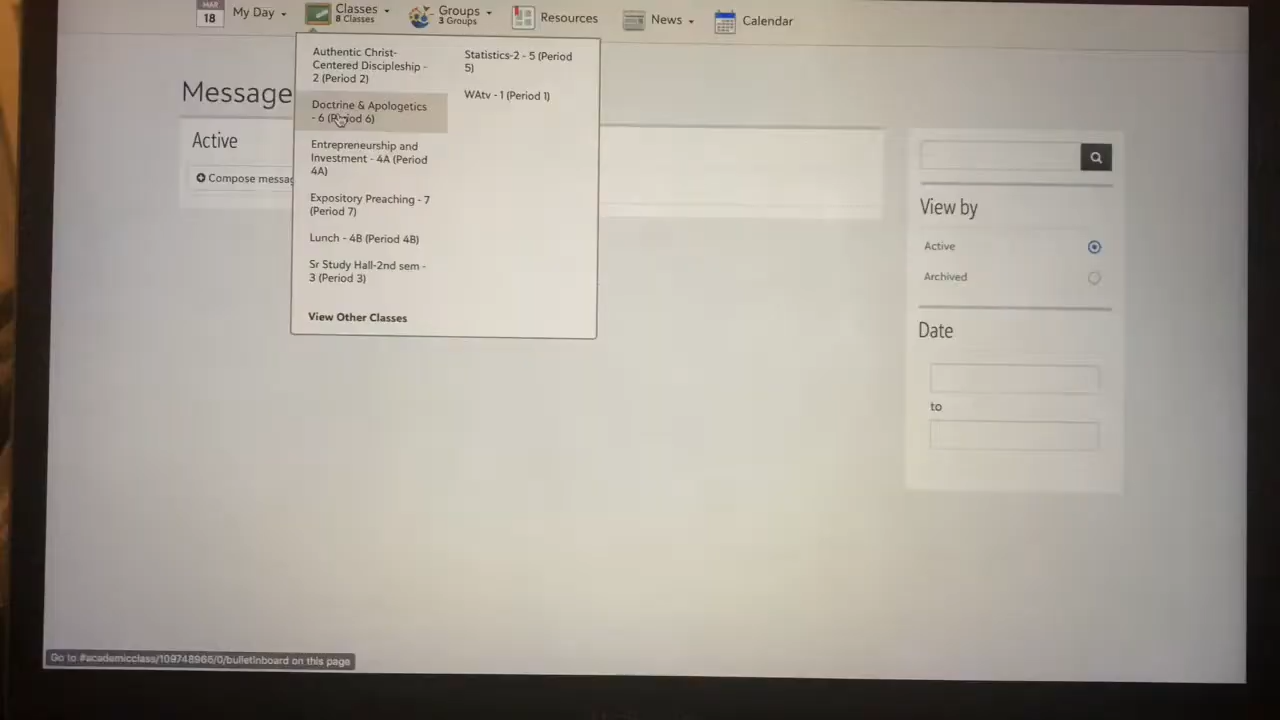 MAR
18
My Day
Classes
8 Classes
Groups
3 Groups
Resources
News
Calendar
Authentic Christ-
Centered Discipleship -
2 (Period 2)
Doctrine & Apologetics
- 6 (Period 6)
Entrepreneurship and
Investment - 4A (Period
4A)
Expository Preaching - 7
(Period 7)
Lunch - 4B (Period 4B)
Sr Study Hall-2nd sem -
3 (Period 3)
View Other Classes
Statistics-2 - 5 (Period
5)
WAtv - 1 (Period 1)
Message
Active
Compose messag
View by
Active
Archived
Date
to
Go to #academicclass/109748966/0/bulletinboard on this page